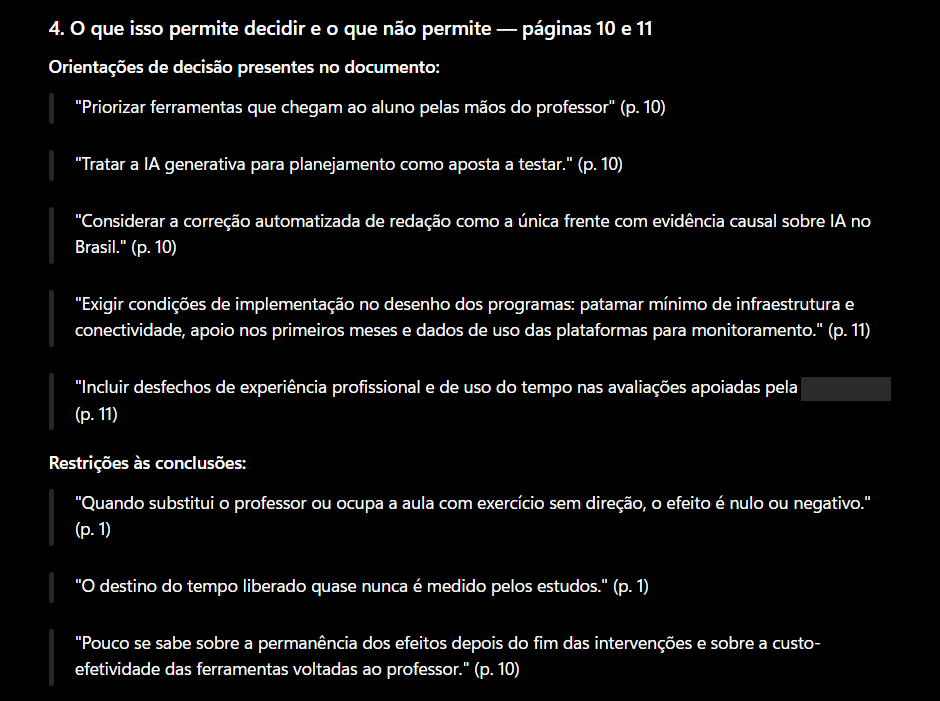 4. O que isso permite decidir e o que não permite — páginas 10 e 11
Orientações de decisão presentes no documento:
"Priorizar ferramentas que chegam ao aluno pelas mãos do professor" (p. 10)
"Tratar a IA generativa para planejamento como aposta a testar." (p. 10)
"Considerar a correção automatizada de redação como a única frente com evidência causal sobre IA no
Brasil." (p. 10)
"Exigir condições de implementação no desenho dos programas: patamar mínimo de infraestrutura e
conectividade, apoio nos primeiros meses e dados de uso das plataformas para monitoramento." (p. 11)
"Incluir desfechos de experiência profissional e de uso do tempo nas avaliações apoiadas pela
(p. 11)
Restrições às conclusões:
"Quando substitui o professor ou ocupa a aula com exercício sem direção, o efeito é nulo ou negativo."
(p. 1)
"O destino do tempo liberado quase nunca é medido pelos estudos." (p. 1)
"Pouco se sabe sobre a permanência dos efeitos depois do fim das intervenções e sobre a custo-
efetividade das ferramentas voltadas ao professor." (p. 10)